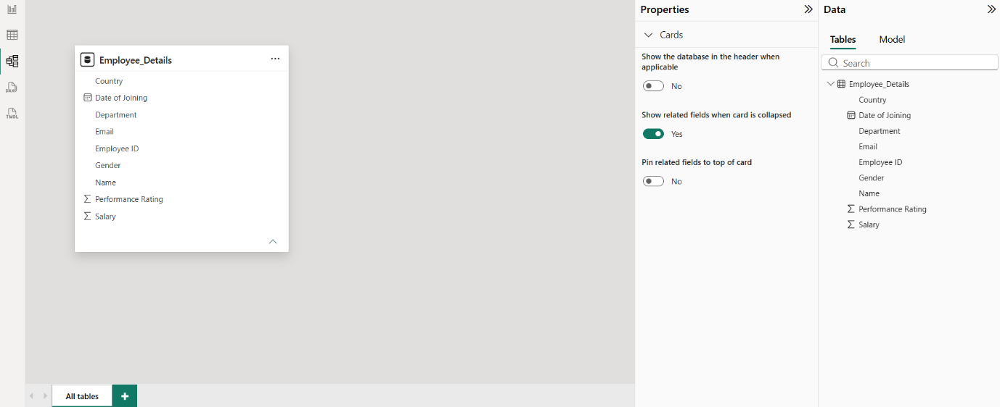 Employee_Details
...
Country
Date of Joining
Department
Email
Employee ID
Gender
Name
Performance Rating
Salary
DAX
TMDL
All tables
+
Properties
Cards
Show the database in the header when
applicable
No
Show related fields when card is collapsed
Yes
Pin related fields to top of card
No
Data
Tables Model
Search
Employee_Details
Country
Date of Joining
Department
Email
Employee ID
Gender
Name
Σ Performance Rating
Σ Salary